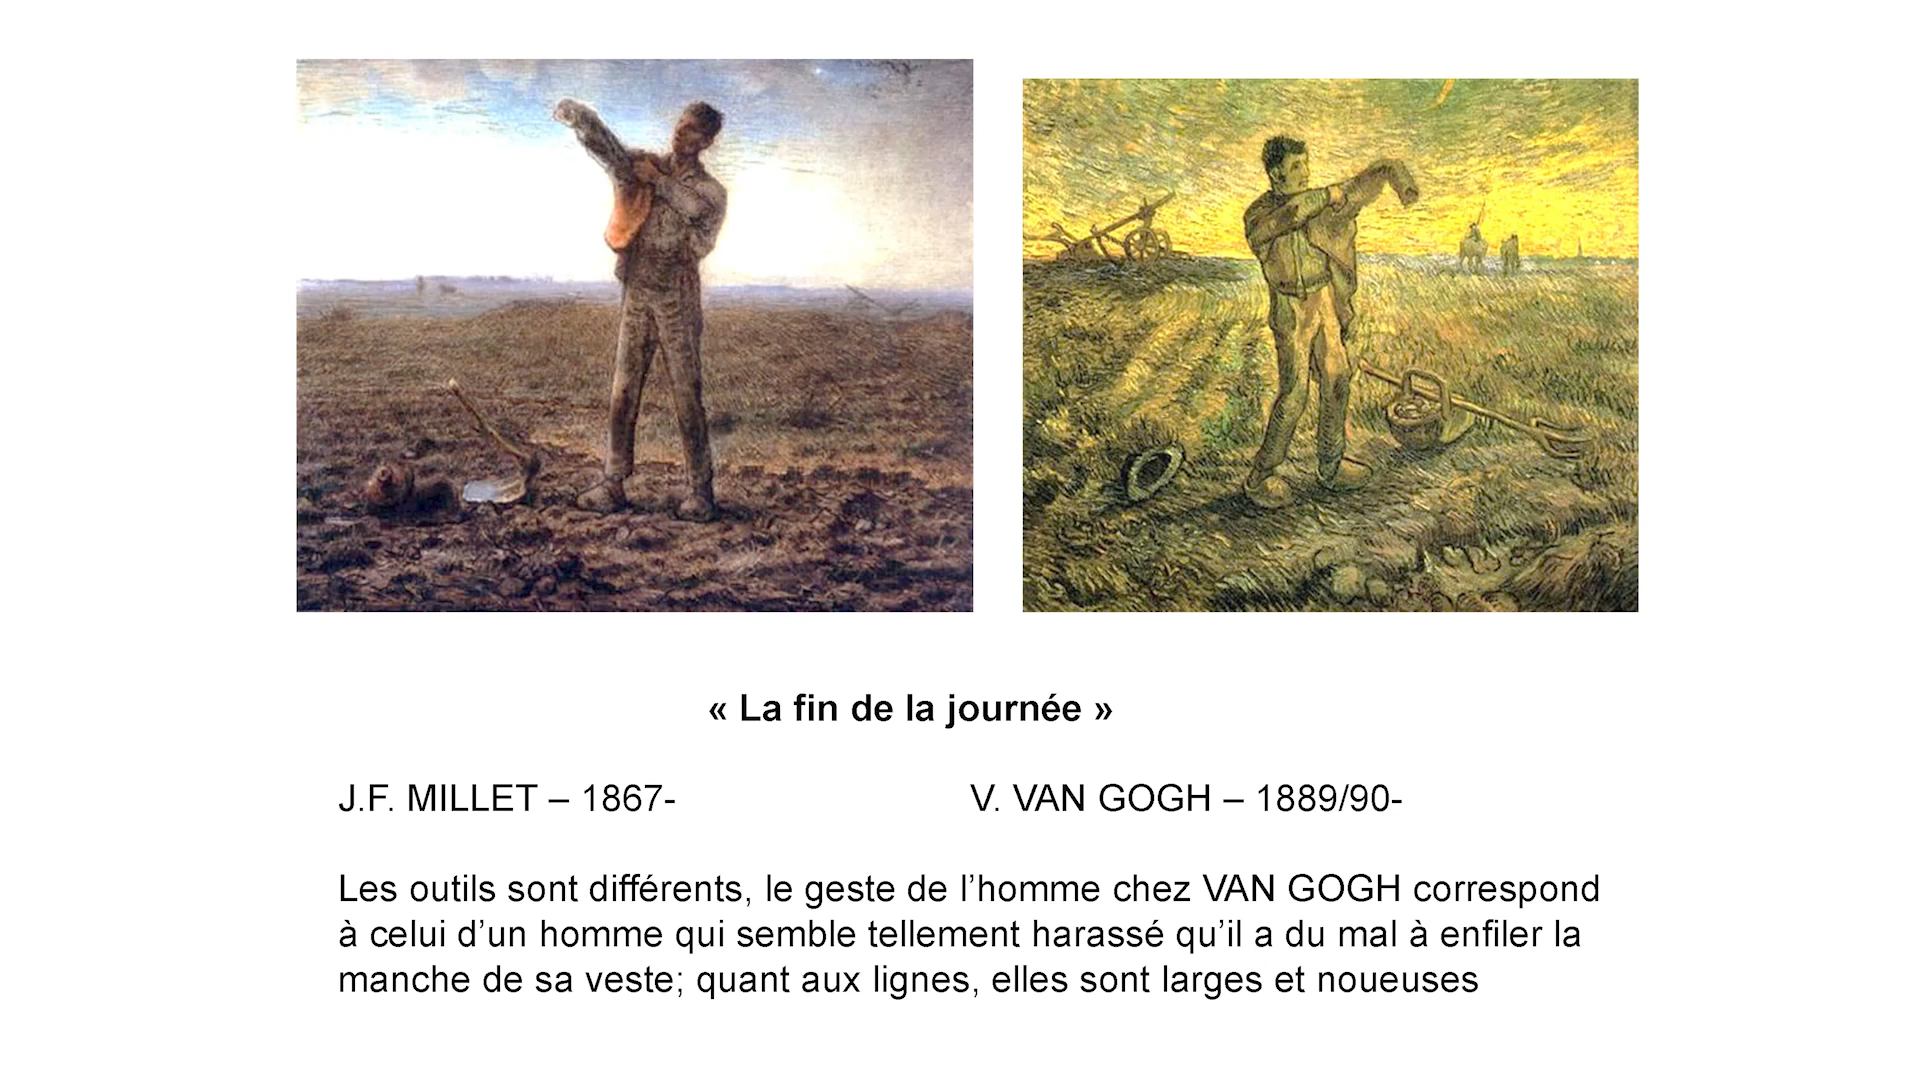 « La fin de la journée »
J.F. MILLET – 1867-
V. VAN GOGH – 1889/90-
Les outils sont différents, le geste de l’homme chez VAN GOGH correspond
à celui d’un homme qui semble tellement harassé qu’il a du mal à enfiler la
manche de sa veste; quant aux lignes, elles sont larges et noueuses